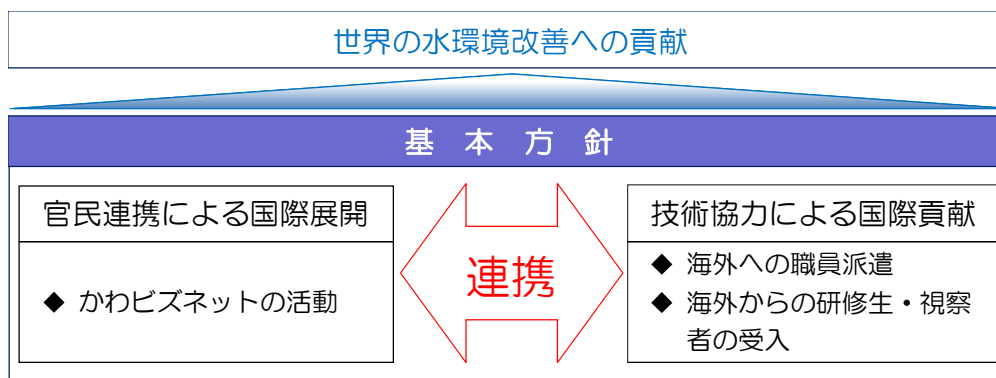 世界の水環境改善への貢献
基本方針
官民連携による国際展開
◆ かわビズネットの活動
連携
技術協力による国際貢献
◆ 海外への職員派遣
◆ 海外からの研修生・視察
者の受入